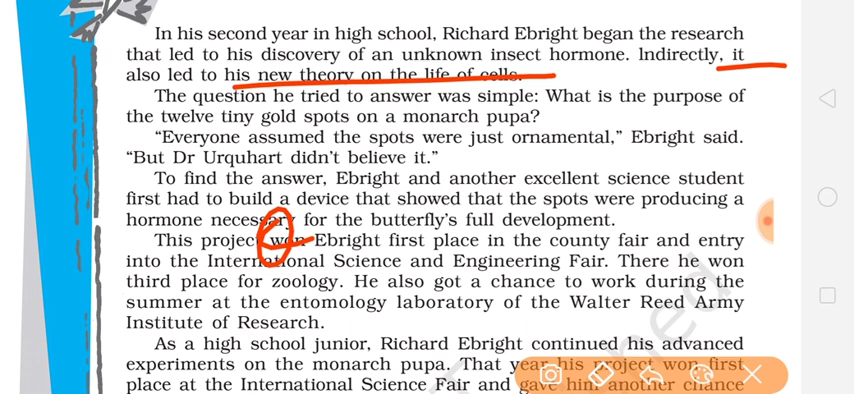 In his second year in high school, Richard Ebright began the research
that led to his discovery of an unknown insect hormone. Indirectly, it
also led to his new theory on the life of cells.
The question he tried to answer was simple: What is the purpose of
the twelve tiny gold spots on a monarch pupa?
“Everyone assumed the spots were just ornamental,” Ebright said.
“But Dr Urquhart didn’t believe it.”
To find the answer, Ebright and another excellent science student
first had to build a device that showed that the spots were producing a
hormone necessary for the butterfly’s full development.
This project won Ebright first place in the county fair and entry
into the International Science and Engineering Fair. There he won
third place for zoology. He also got a chance to work during the
summer at the entomology laboratory of the Walter Reed Army
Institute of Research.
As a high school junior, Richard Ebright continued his advanced
experiments on the monarch pupa. That year his project won first
place at the International Science Fair and gave him another chance